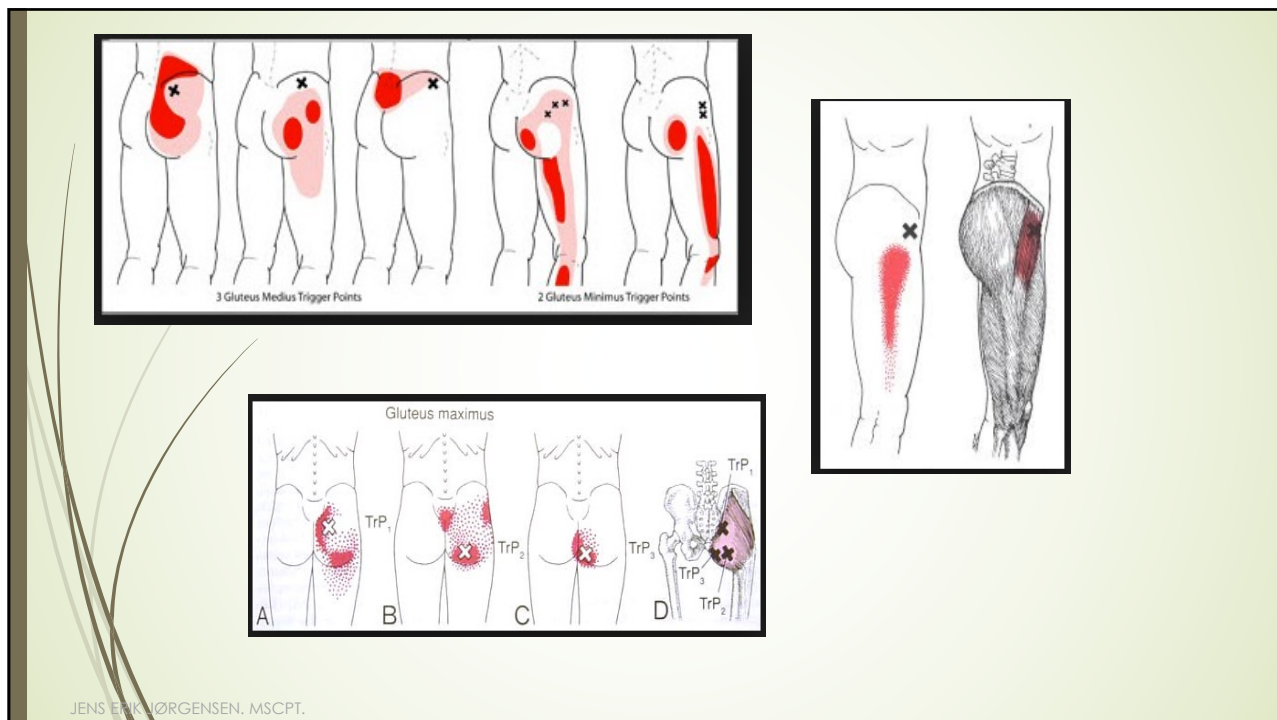 3 Gluteus Medius Trigger Points
2 Gluteus Minimus Trigger Points
Gluteus maximus
TrP1
TrP2
TrP3
TrP1
TrP3
TrP2
A
B
C
D
JENS ERIK JØRGENSEN. MSCPT.